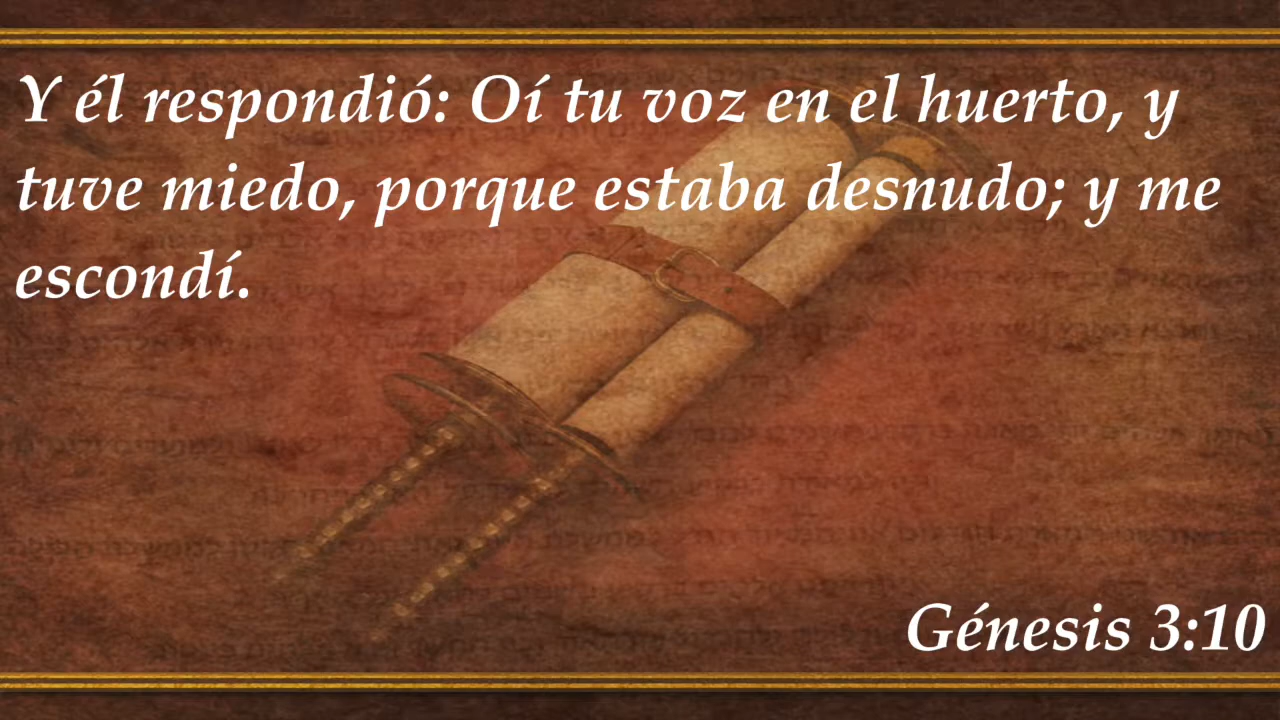 Y él respondió: Oí tu voz en el huerto, y
tuve miedo, porque estaba desnudo; y me
escondí.
Génesis 3:10